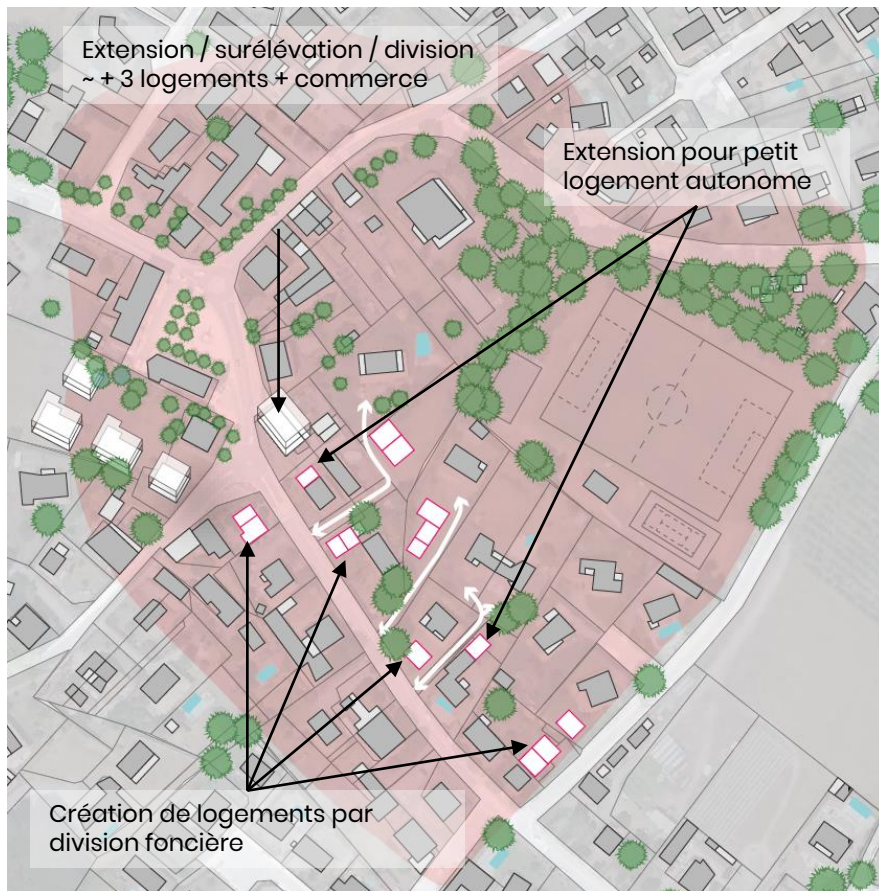 Extension / surélévation / division
~ + 3 logements + commerce
Extension pour petit
logement autonome
Création de logements par
division foncière